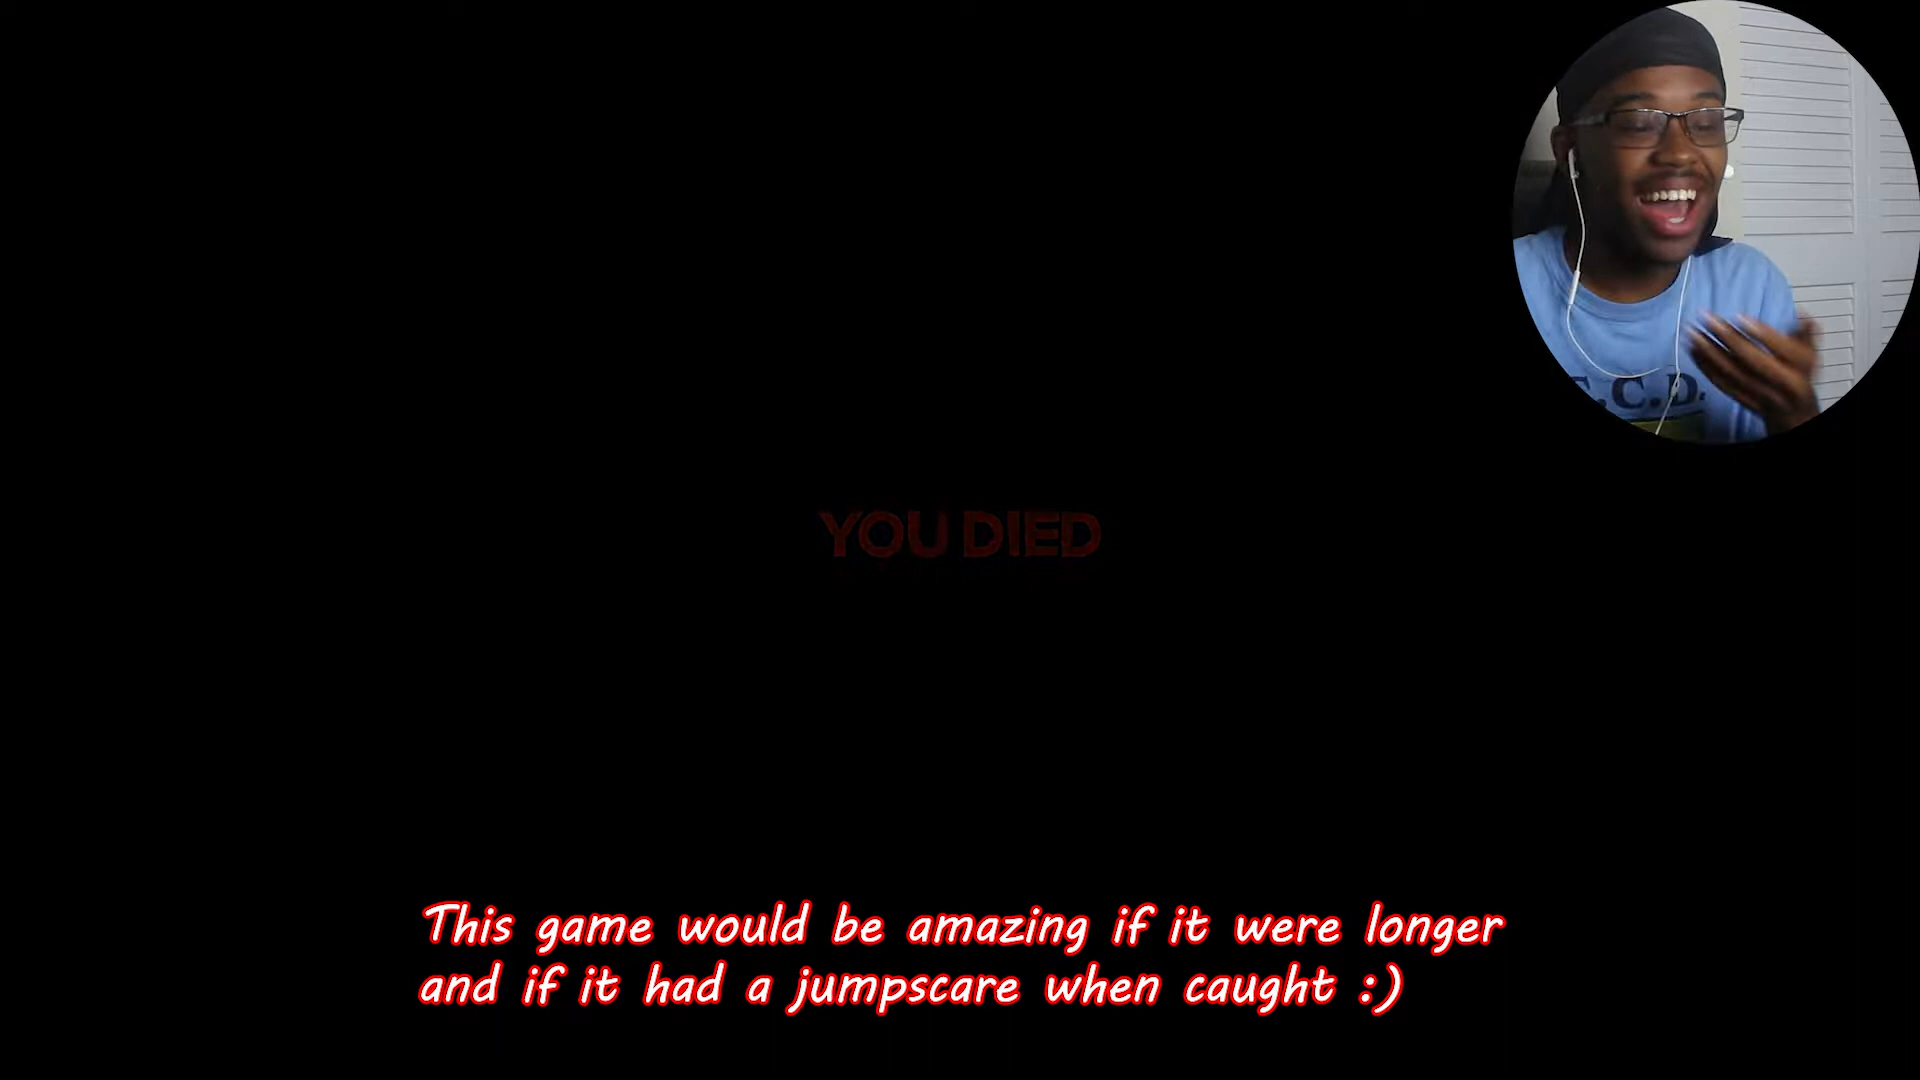 .C.D.
YOU DIED
This game would be amazing if it were longer
and if it had a jumpscare when caught :)